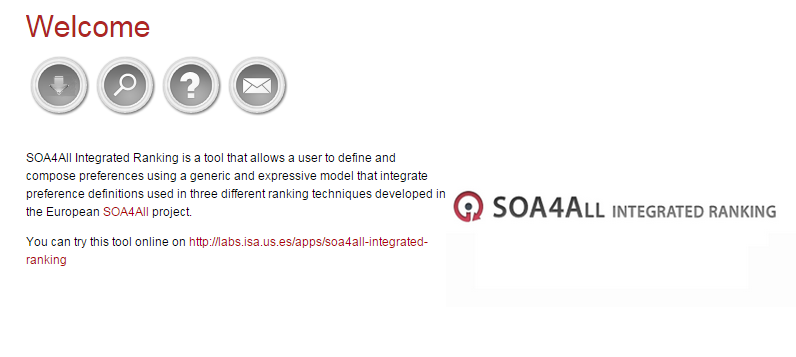 Welcome
SOA4All Integrated Ranking is a tool that allows a user to define and
compose preferences using a generic and expressive model that integrate
preference definitions used in three different ranking techniques developed in
the European SOA4All project.
SOA4ALL INTEGRATED RANKING
You can try this tool online on http://labs.isa.us.es/apps/soa4all-integrated-
ranking